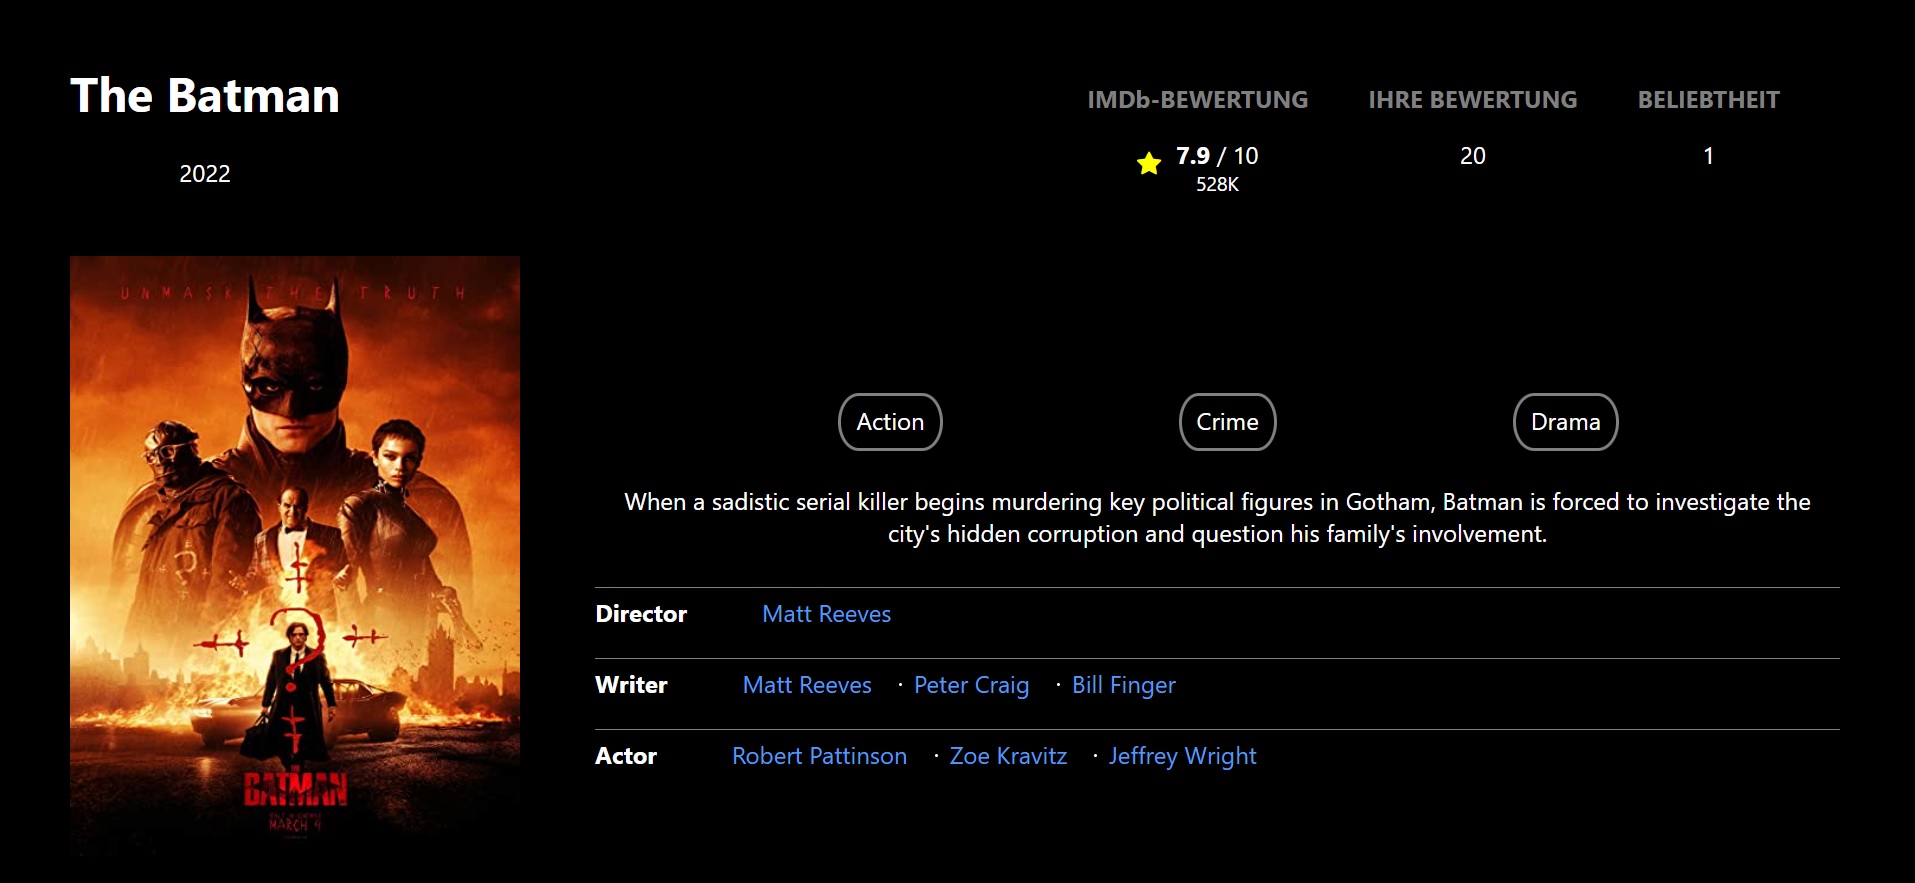 The Batman
2022
IMDb-BEWERTUNG
7.9 / 10
528K
IHRE BEWERTUNG
20
BELIEBTHEIT
1
UNMASK THE TRUTH
THE
BATMAN
MARCH 4
Action
Crime
Drama
When a sadistic serial killer begins murdering key political figures in Gotham, Batman is forced to investigate the
city's hidden corruption and question his family's involvement.
Director Matt Reeves
Writer Matt Reeves · Peter Craig · Bill Finger
Actor Robert Pattinson · Zoe Kravitz · Jeffrey Wright